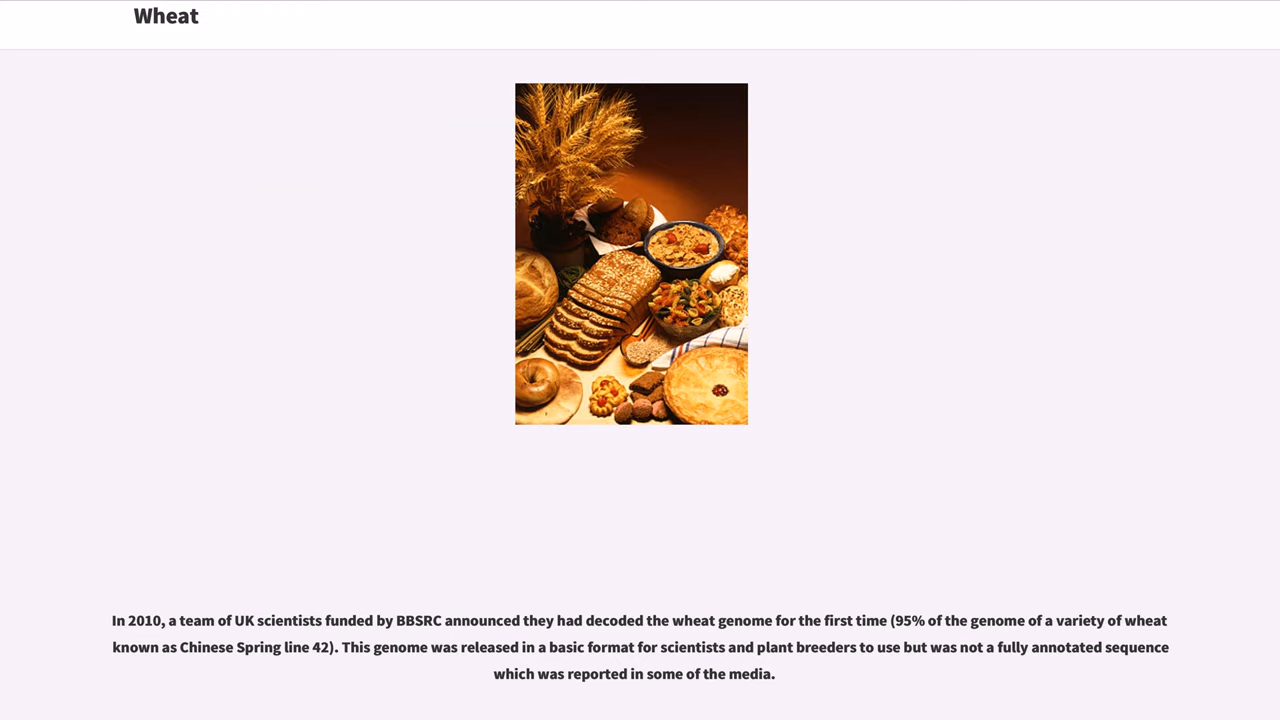 Wheat
In 2010, a team of UK scientists funded by BBSRC announced they had decoded the wheat genome for the first time (95% of the genome of a variety of wheat
known as Chinese Spring line 42). This genome was released in a basic format for scientists and plant breeders to use but was not a fully annotated sequence
which was reported in some of the media.